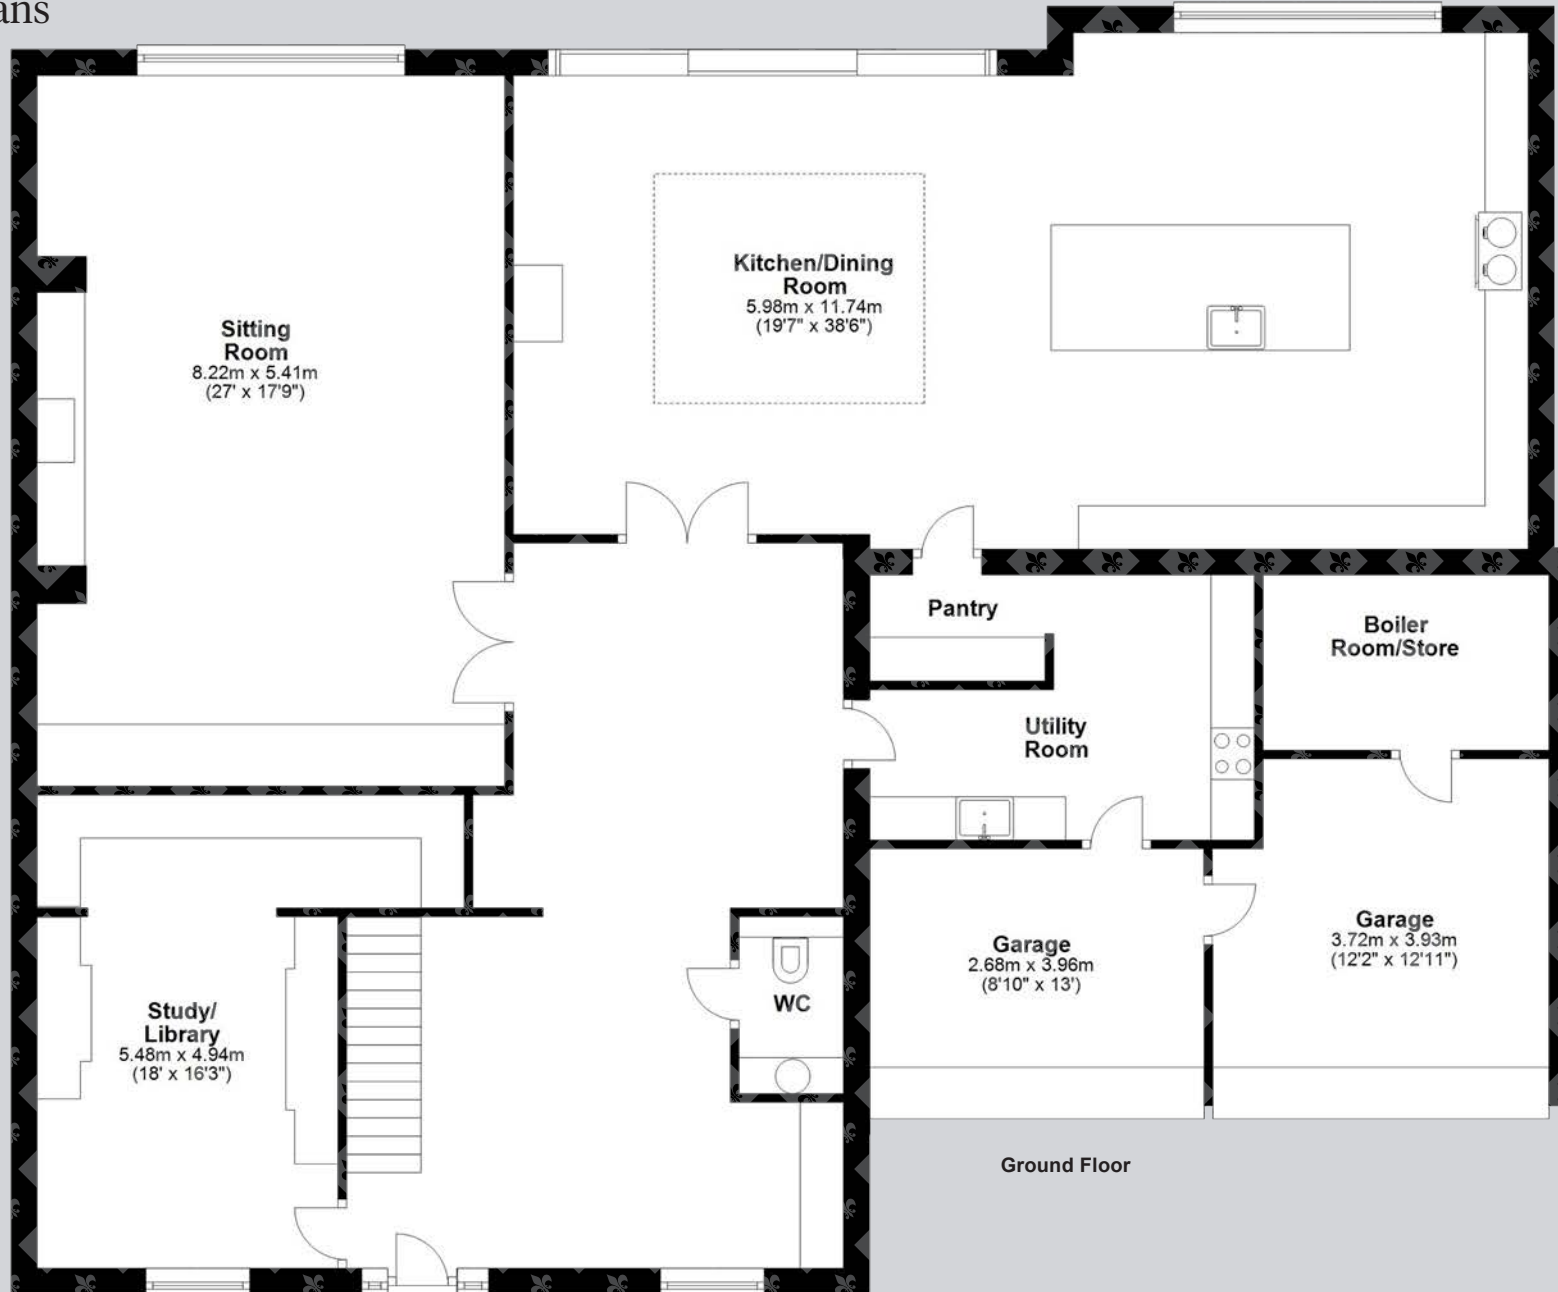 ans
Sitting
Room
8.22m x 5.41m
(27' x 17'9")
Kitchen/Dining
Room
5.98m x 11.74m
(19'7" x 38'6")
Pantry
Boiler
Room/Store
Utility
Room
Study/
Library
5.48m x 4.94m
(18' x 16'3")
WC
Garage
2.68m x 3.96m
(8'10" x 13')
Garage
3.72m x 3.93m
(12'2" x 12'11")
Ground Floor